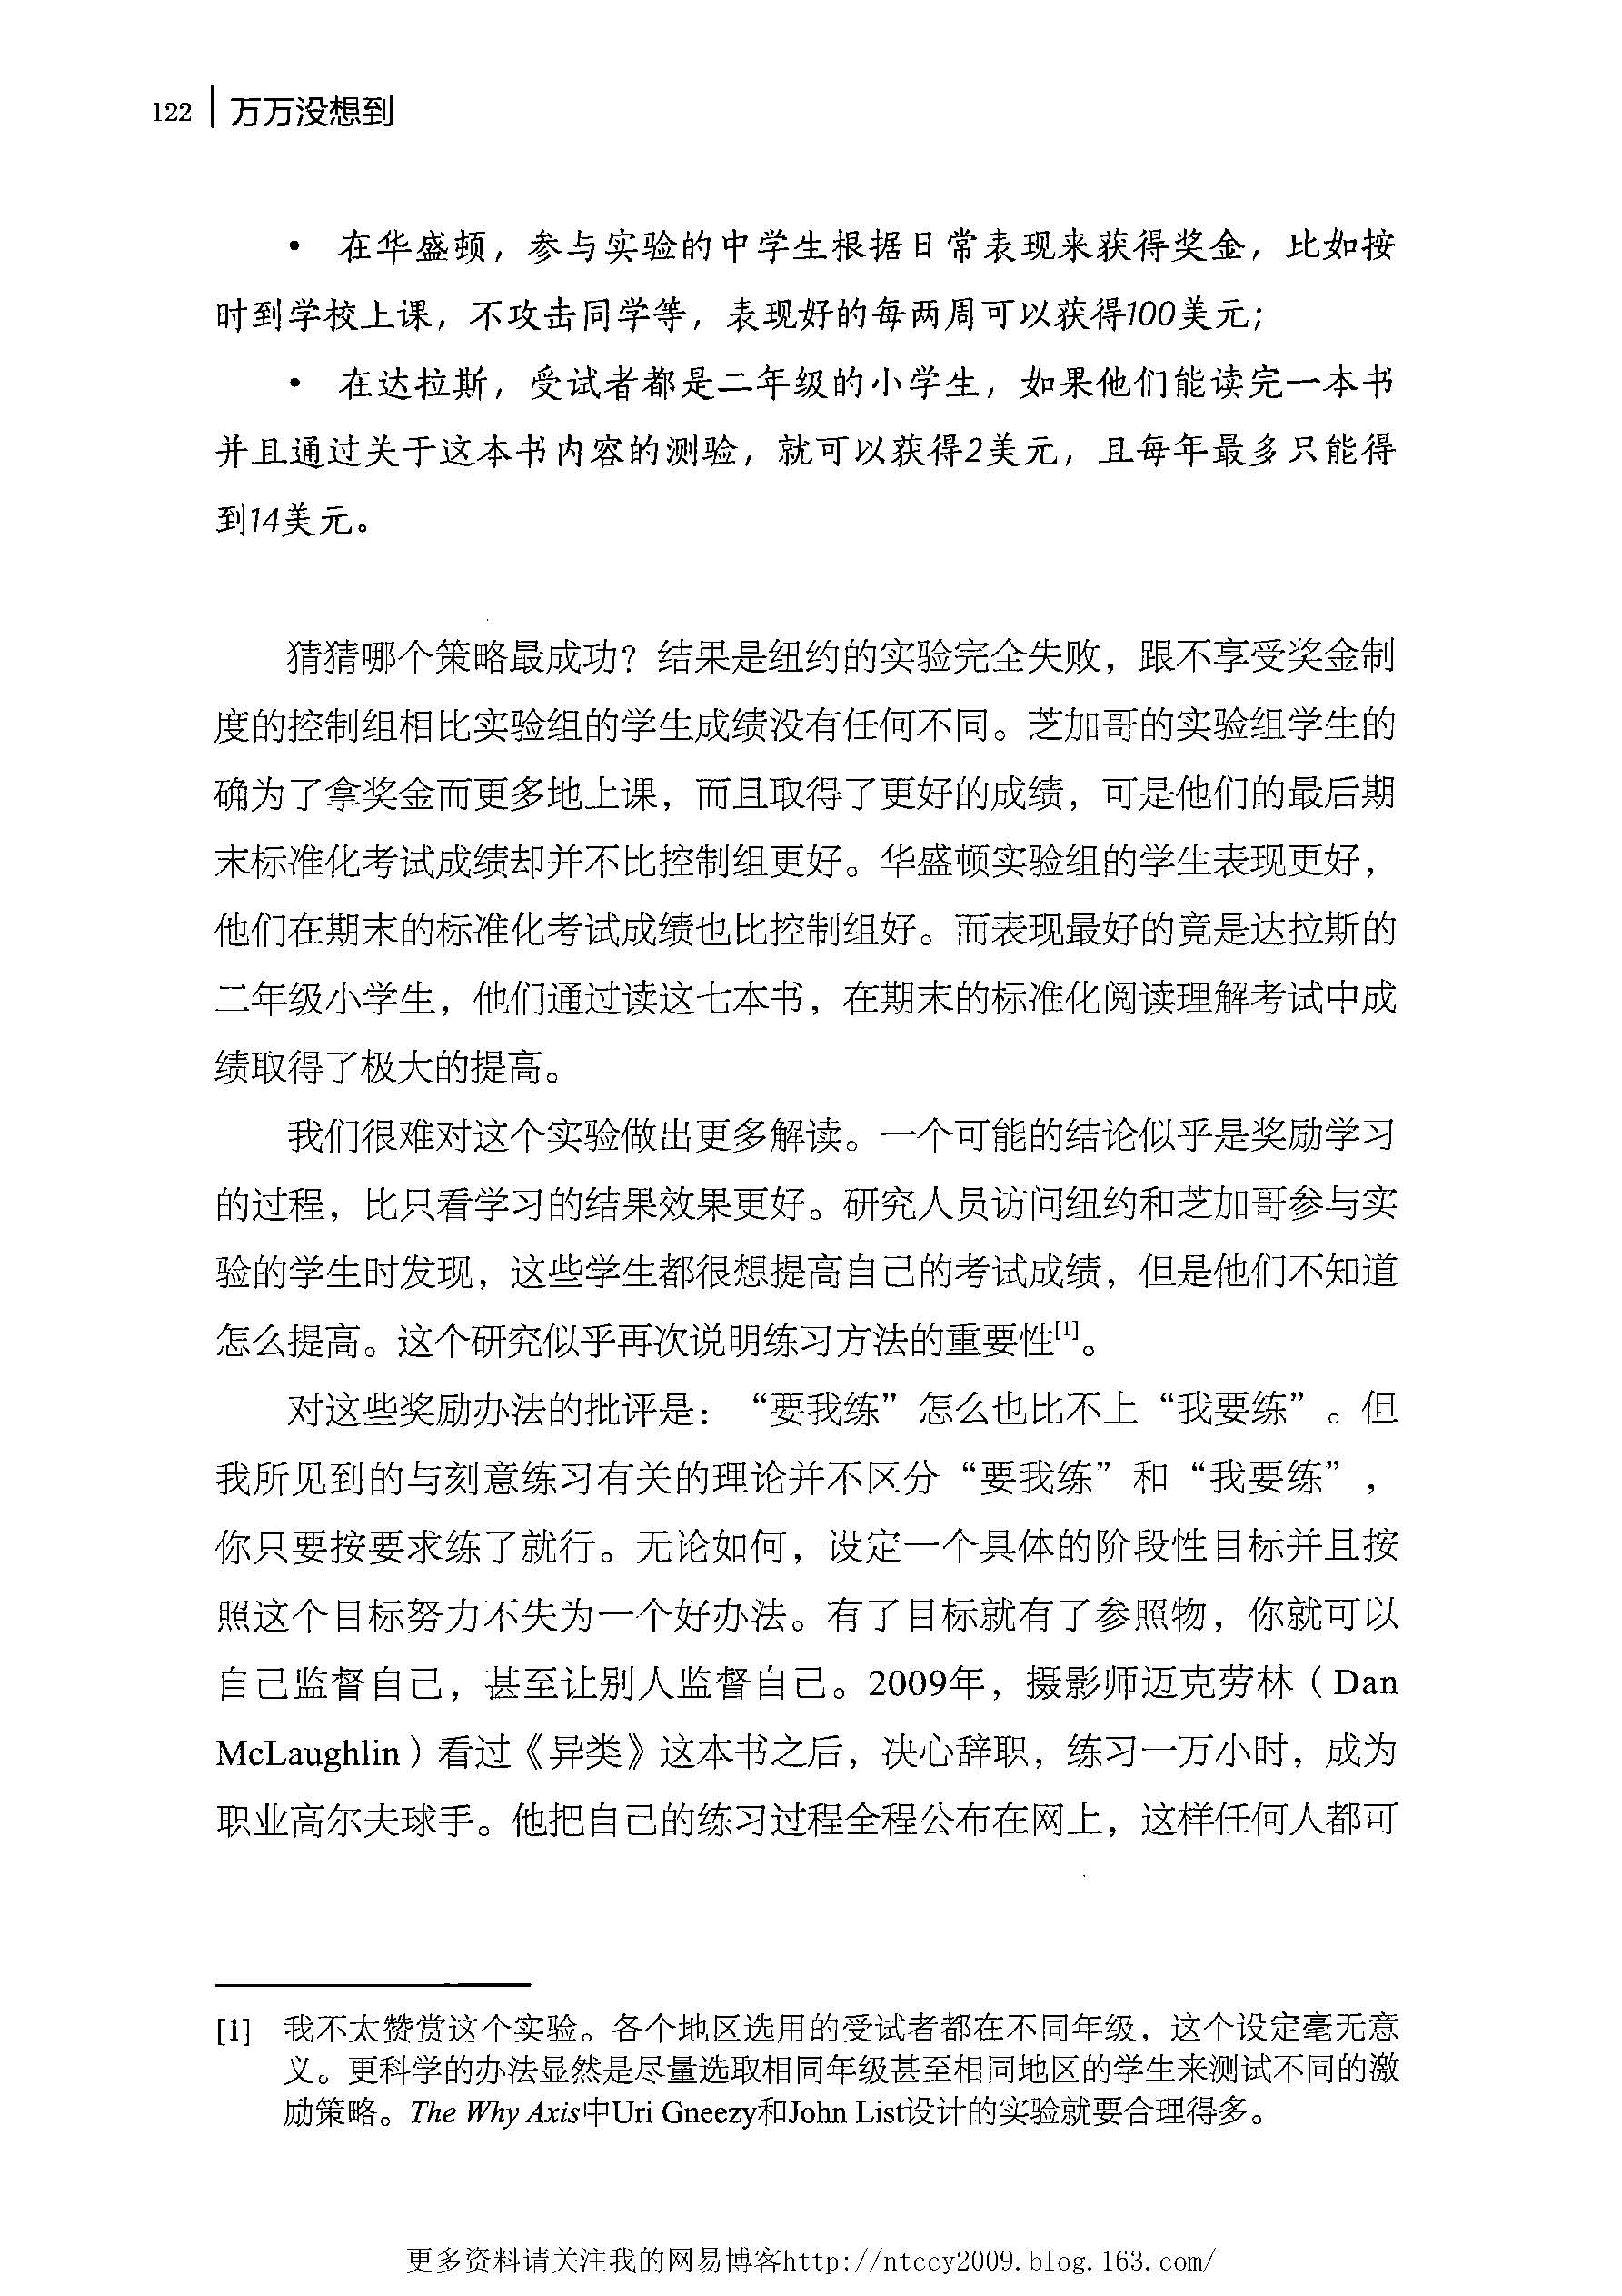 122 万万没想到
• 在华盛顿，参与实验的中学生根据日常表现来获得奖金，比如按
时到学校上课，不攻击同学等，表现好的每两周可以获得100美元；
• 在达拉斯，受试者都是二年级的小学生，如果他们能读完一本书
并且通过关于这本书内容的测验，就可以获得2美元，且每年最多只能得
到14美元。
猜猜哪个策略最成功？结果是纽约的实验完全失败，跟不享受奖金制
度的控制组相比实验组的学生成绩没有任何不同。芝加哥的实验组学生的
确为了拿奖金而更多地上课，而且取得了更好的成绩，可是他们的最后期
末标准化考试成绩却并不比控制组更好。华盛顿实验组的学生表现更好，
他们在期末的标准化考试成绩也比控制组好。而表现最好的竟是达拉斯的
二年级小学生，他们通过读这七本书，在期末的标准化阅读理解考试中成
绩取得了极大的提高。
我们很难对这个实验做出更多解读。一个可能的结论似乎是奖励学习
的过程，比只看学习的结果效果更好。研究人员访问纽约和芝加哥参与实
验的学生时发现，这些学生都很想提高自己的考试成绩，但是他们不知道
怎么提高。这个研究似乎再次说明练习方法的重要性[1]。
对这些奖励办法的批评是：“要我练”怎么也比不上“我要练”。但
我所见到的与刻意练习有关的理论并不区分“要我练”和“我要练”，
你只要按要求练了就行。无论如何，设定一个具体的阶段性目标并且按
照这个目标努力不失为一个好办法。有了目标就有了参照物，你就可以
自己监督自己，甚至让别人监督自己。2009年，摄影师迈克劳林（Dan
McLaughlin）看过《异类》这本书之后，决心辞职，练习一万小时，成为
职业高尔夫球手。他把自己的练习过程全程公布在网上，这样任何人都可
[1] 我不太赞赏这个实验。各个地区选用的受试者都在不同年级，这个设定毫无意
义。更科学的办法显然是尽量选取相同年级甚至相同地区的学生来测试不同的激
励策略。The Why Axis中Uri Gneezy和John List设计的实验就要合理得多。
更多资料请关注我的网易博客http://ntccy2009.blog.163.com/